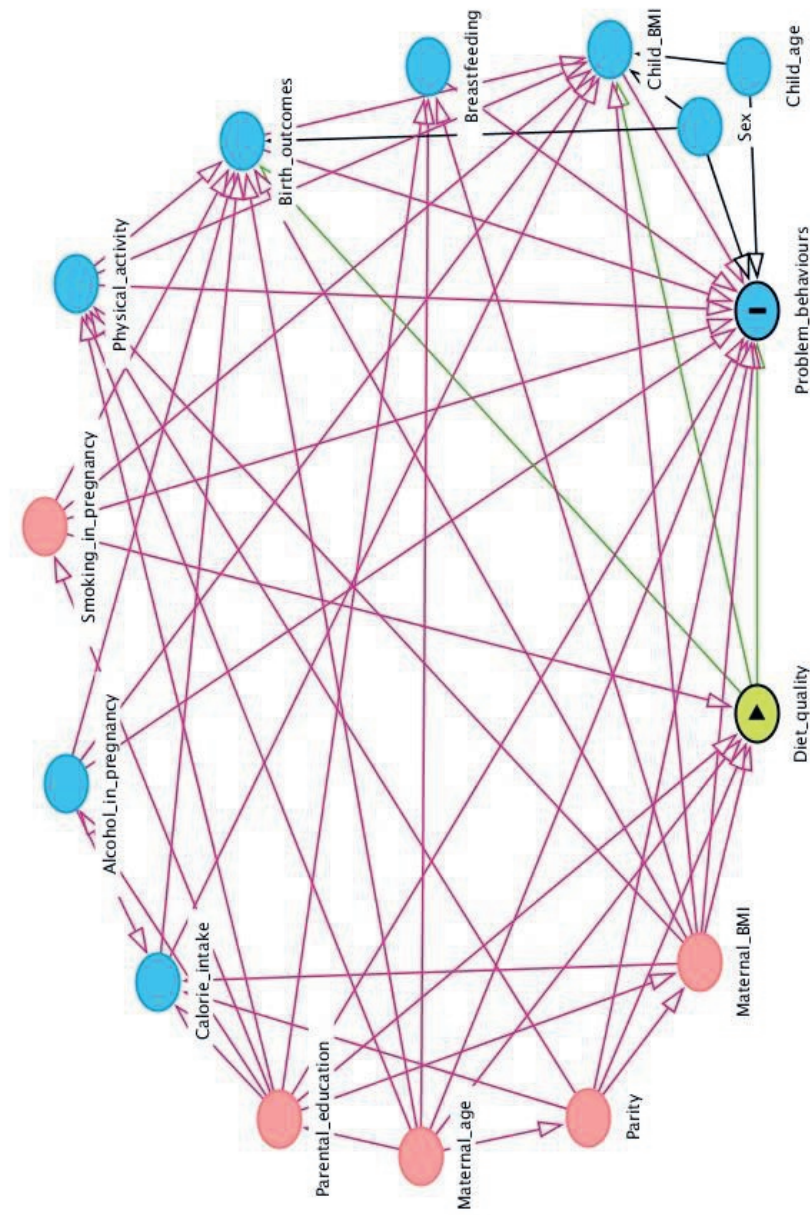 Smoking_in_pregnancy
Physical_activity
Alcohol_in_pregnancy
Birth_outcomes
Calorie_intake
Breastfeeding
Parental_education
Child_BMI
Maternal_age
Sex
Child_age
Parity
Maternal_BMI
Diet_quality
Problem_behaviours